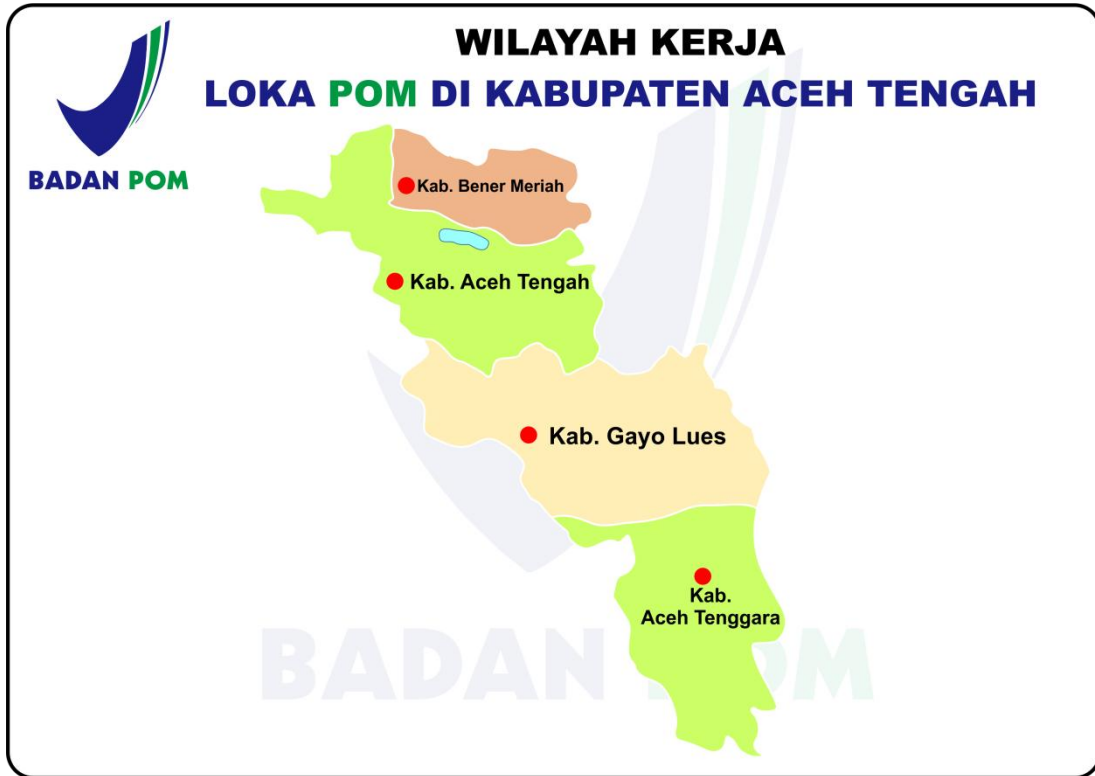 WILAYAH KERJA
LOKA POM DI KABUPATEN ACEH TENGAH
BADAN POM
Kab. Bener Meriah
Kab. Aceh Tengah
Kab. Gayo Lues
Kab.
Aceh Tenggara
BADAN POM